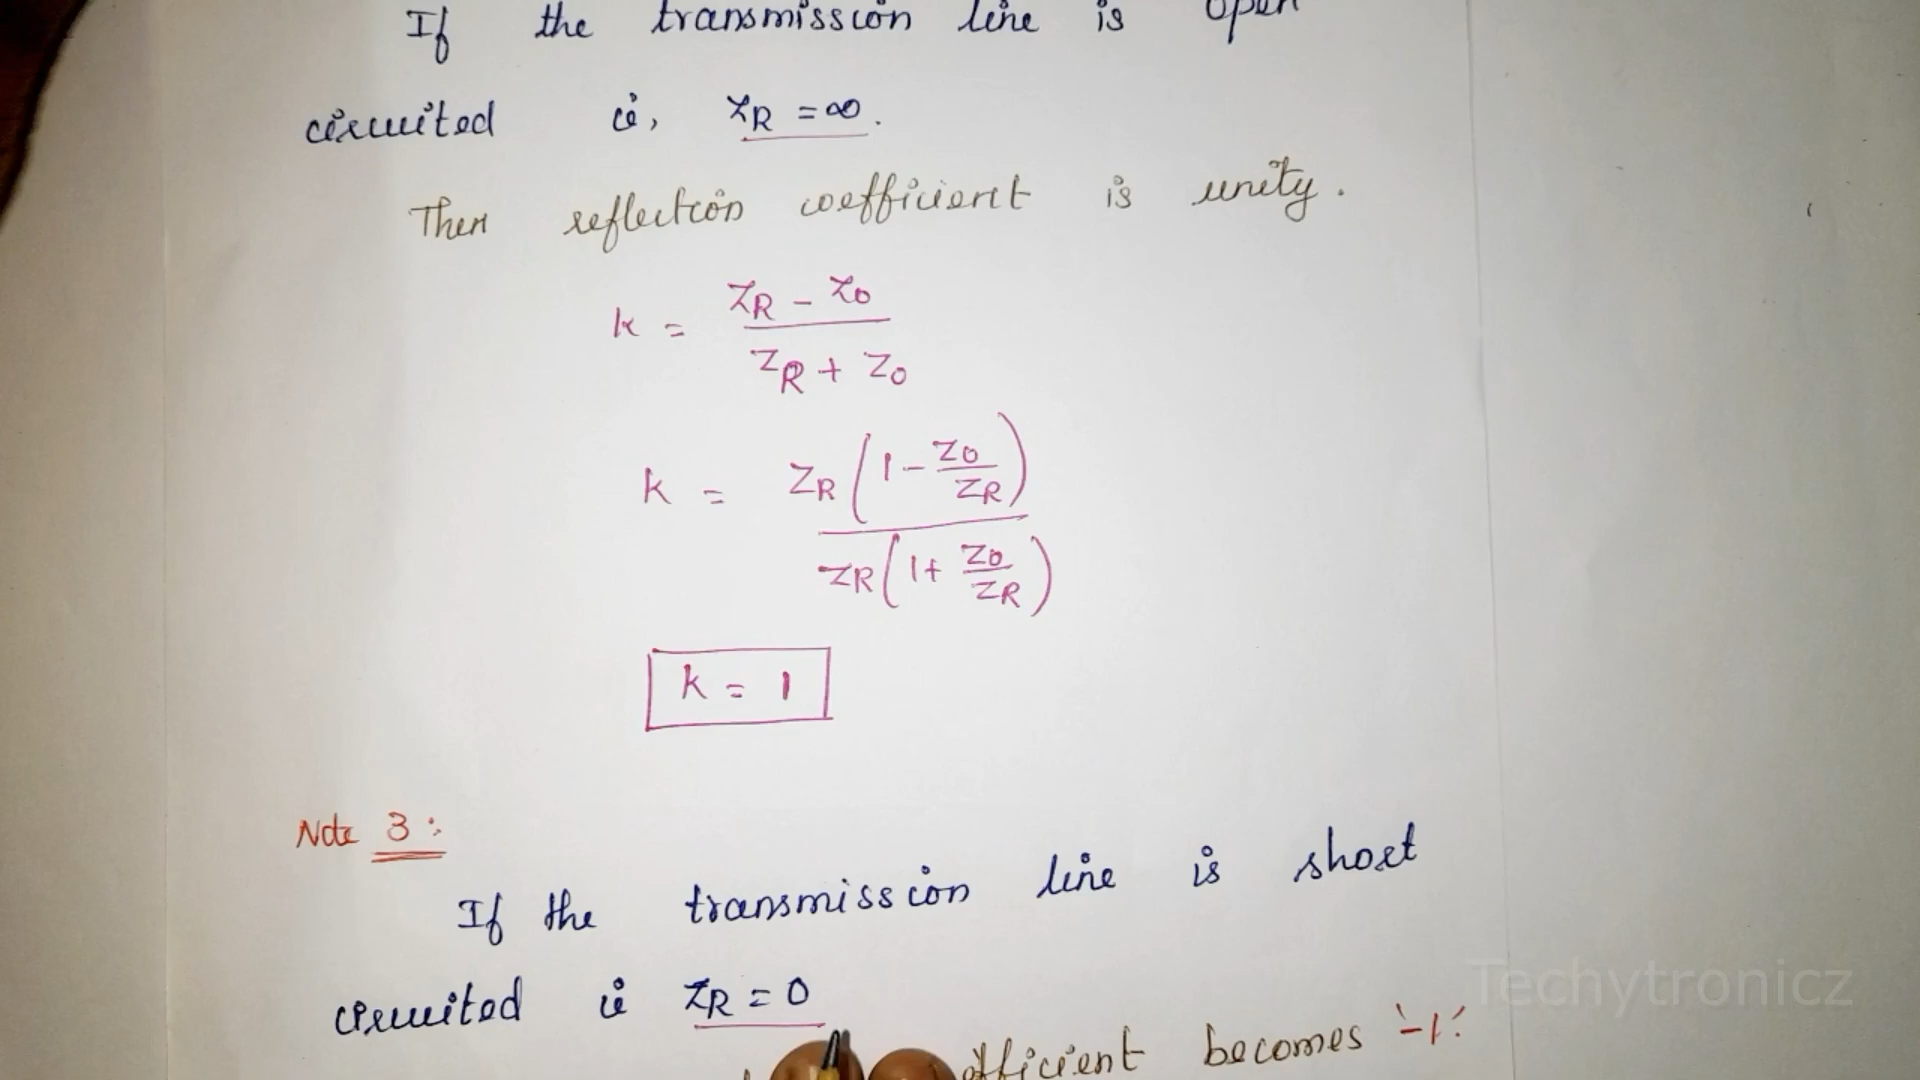 If the transmission line is open
circuited ie, ZR = ∞.
Then reflection coefficient is unity.
k = ZR - Z0 / ZR + Z0
k = ZR (1 - Z0/ZR) / ZR (1 + Z0/ZR)
k = 1
Note 3:
If the transmission line is short
circuited ie ZR = 0
becomes '-1'.
Techytronicz